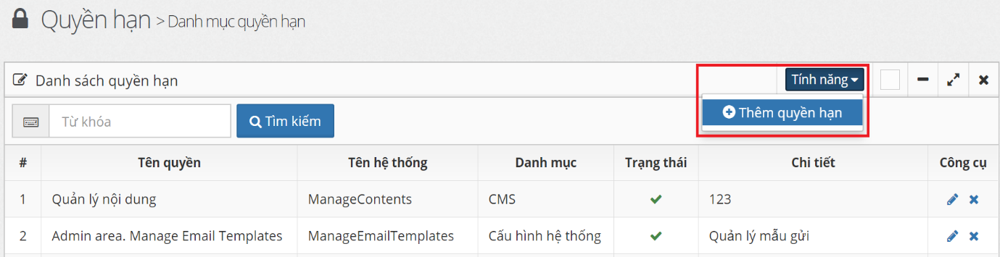 Quyền hạn > Danh mục quyền hạn
Danh sách quyền hạn Tính năng
Từ khóa Tìm kiếm Thêm quyền hạn
# Tên quyền Tên hệ thống Danh mục Trạng thái Chi tiết Công cụ
1 Quản lý nội dung ManageContents CMS 123
2 Admin area. Manage Email Templates ManageEmailTemplates Cấu hình hệ thống Quản lý mẫu gửi